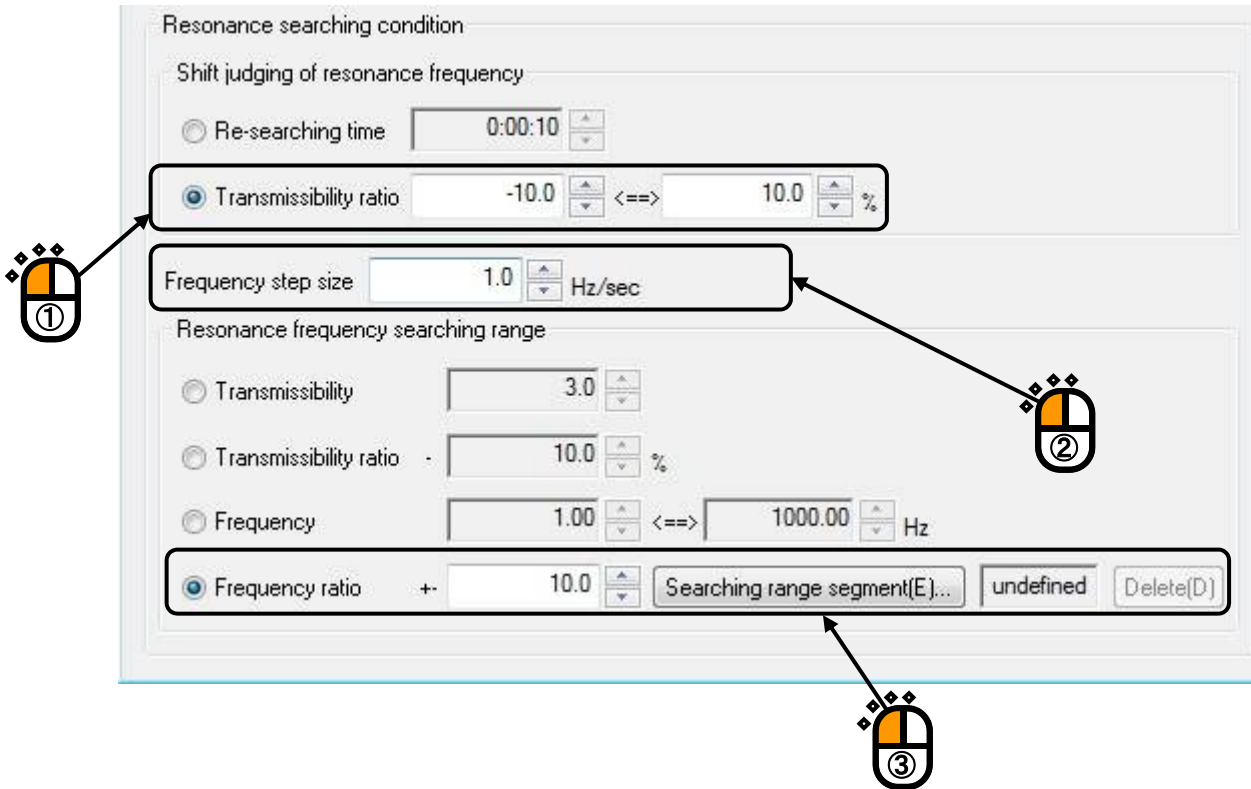 Resonance searching condition
Shift judging of resonance frequency
Re-searching time 0:00:10
Transmissibility ratio -10.0 <==> 10.0 %
①
Frequency step size 1.0 Hz/sec
Resonance frequency searching range
Transmissibility 3.0
②
Transmissibility ratio - 10.0 %
Frequency 1.00 <==> 1000.00 Hz
Frequency ratio +- 10.0 Searching range segment(E)... undefined Delete(D)
③